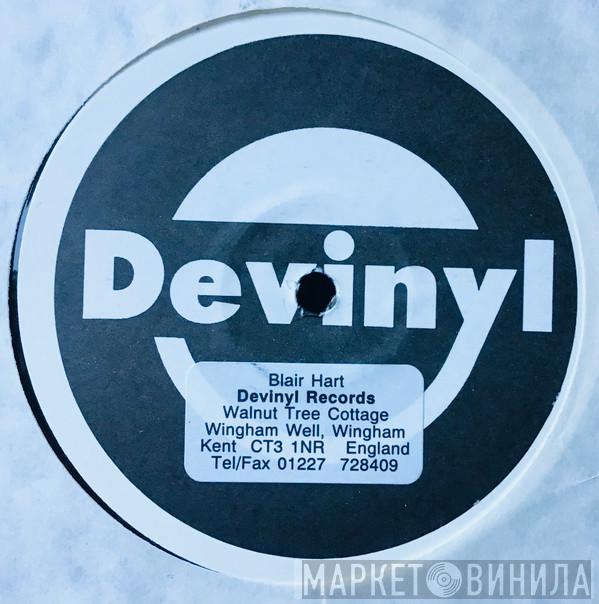 Devinyl
Blair Hart
Devinyl Records
Walnut Tree Cottage
Wingham Well, Wingham
Kent CT3 1NR England
Tel/Fax 01227 728409
МАРКЕТ ВИНИЛА